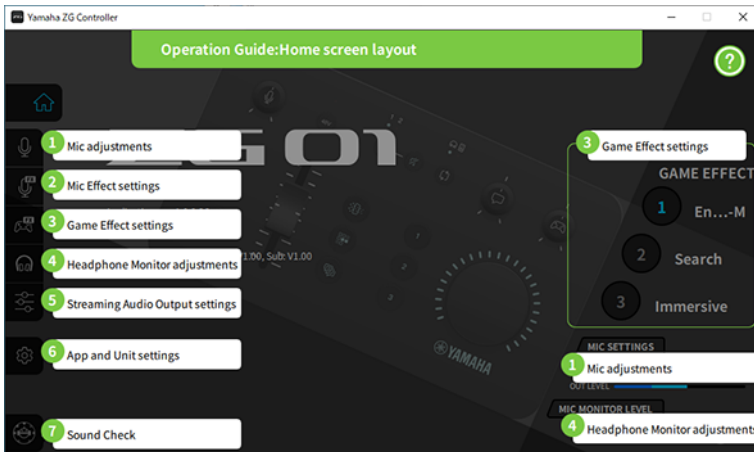 Yamaha ZG Controller
Operation Guide:Home screen layout
?
1 Mic adjustments
2 Mic Effect settings
3 Game Effect settings
4 Headphone Monitor adjustments
5 Streaming Audio Output settings
6 App and Unit settings
7 Sound Check
ZG01
V1.00, Sub: V1.00
YAMAHA
3 Game Effect settings
GAME EFFECT
1 En...-M
2 Search
3 Immersive
MIC SETTINGS
1 Mic adjustments
OUT LEVEL
MIC MONITOR LEVEL
4 Headphone Monitor adjustments